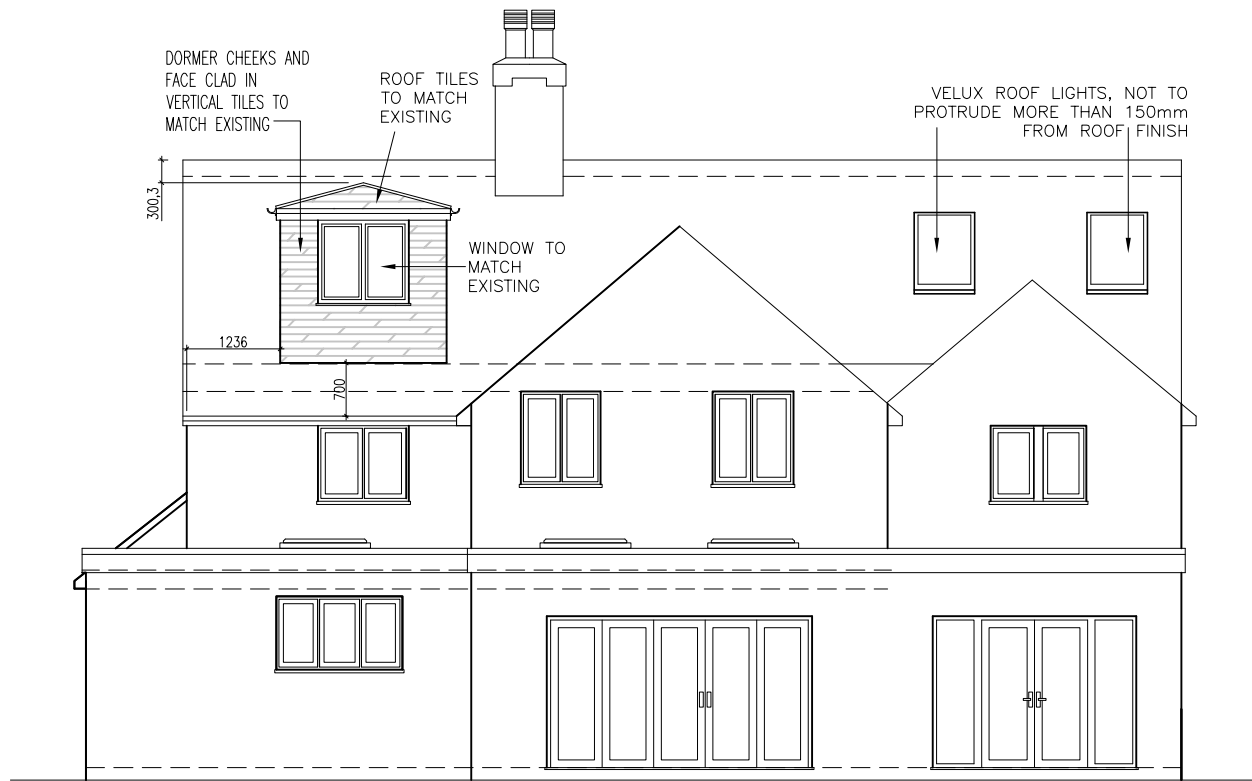 DORMER CHEEKS AND
FACE CLAD IN
VERTICAL TILES TO
MATCH EXISTING
ROOF TILES
TO MATCH
EXISTING
VELUX ROOF LIGHTS, NOT TO
PROTRUDE MORE THAN 150mm
FROM ROOF FINISH
300,3
WINDOW TO
MATCH
EXISTING
1236
700